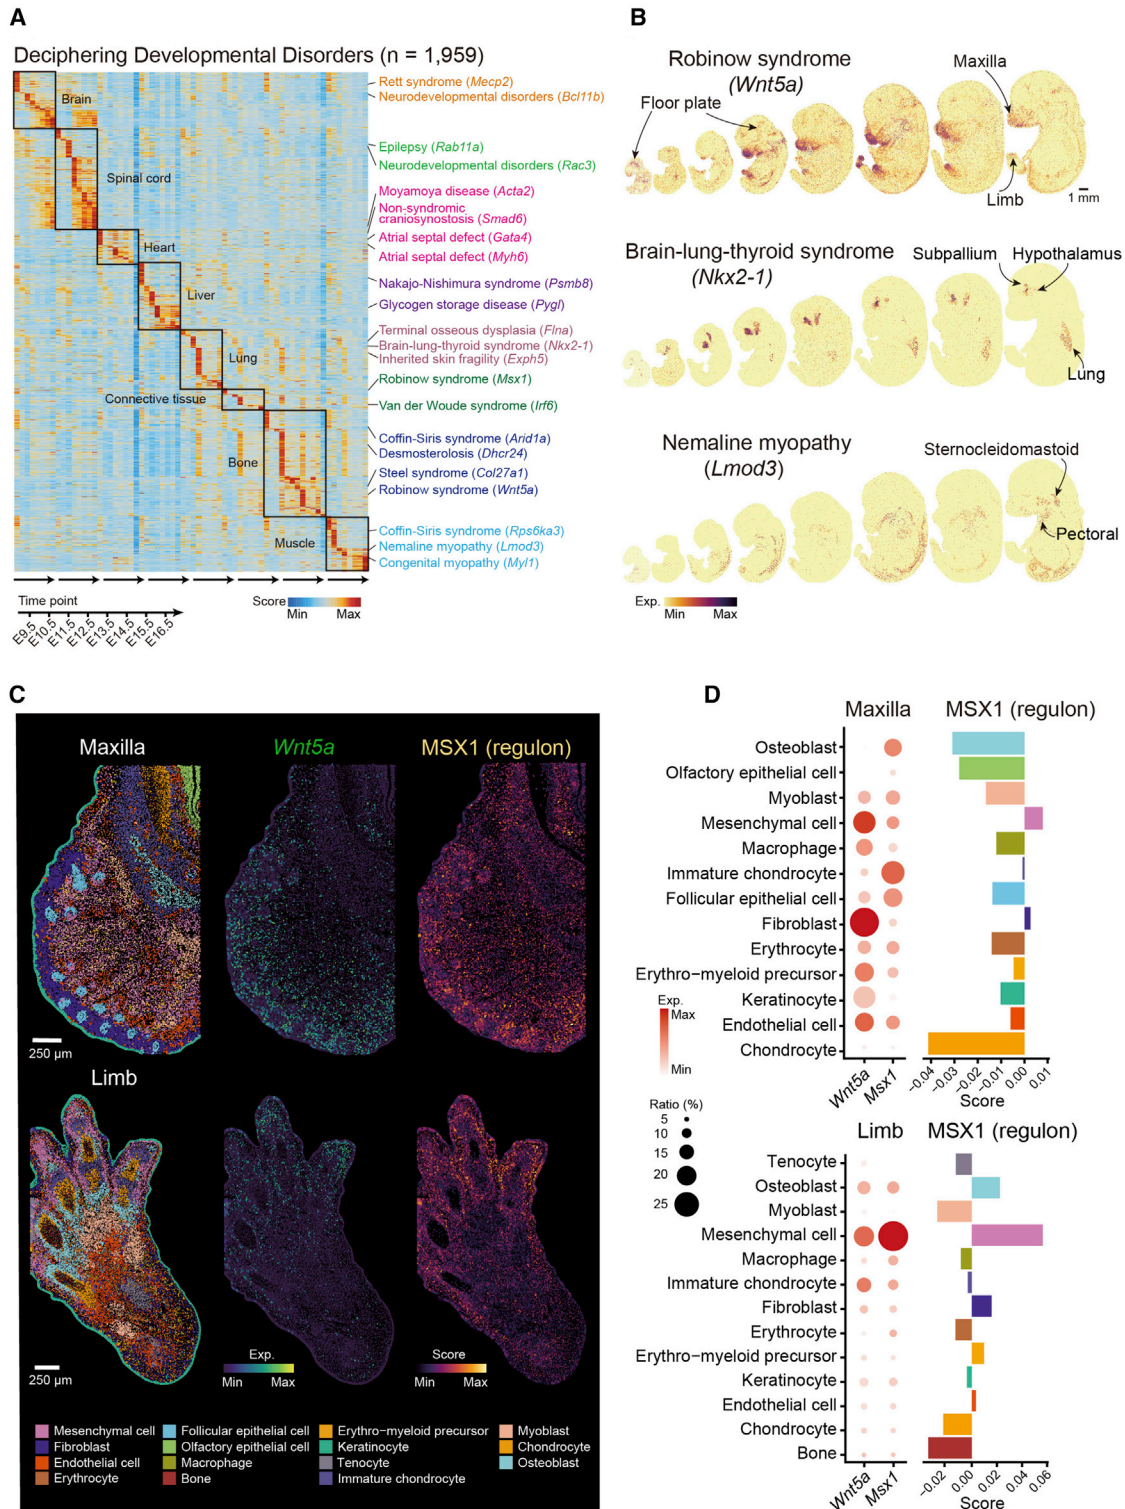 A
Deciphering Developmental Disorders (n = 1,959)
Brain
Spinal cord
Heart
Liver
Lung
Connective tissue
Bone
Muscle
Rett syndrome (Mecp2)
Neurodevelopmental disorders (Bcl11b)
Epilepsy (Rab11a)
Neurodevelopmental disorders (Rac3)
Moyamoya disease (Acta2)
Non-syndromic
craniosynostosis (Smad6)
Atrial septal defect (Gata4)
Atrial septal defect (Myh6)
Nakajo-Nishimura syndrome (Psmb8)
Glycogen storage disease (Pygl)
Terminal osseous dysplasia (Flna)
Brain-lung-thyroid syndrome (Nkx2-1)
Inherited skin fragility (Exph5)
Robinow syndrome (Msx1)
Van der Woude syndrome (Irf6)
Coffin-Siris syndrome (Arid1a)
Desmosterolosis (Dhcr24)
Steel syndrome (Col27a1)
Robinow syndrome (Wnt5a)
Coffin-Siris syndrome (Rps6ka3)
Nemaline myopathy (Lmod3)
Congenital myopathy (Myl1)
Time point
E9.5
E10.5
E11.5
E12.5
E13.5
E14.5
E15.5
E16.5
Score
Min Max
B
Robinow syndrome
(Wnt5a)
Floor plate
Maxilla
Limb
1 mm
Brain-lung-thyroid syndrome
(Nkx2-1)
Subpallium
Hypothalamus
Lung
Nemaline myopathy
(Lmod3)
Sternocleidomastoid
Pectoral
Exp.
Min Max
C
Maxilla
Wnt5a
MSX1 (regulon)
250 µm
Limb
250 µm
Exp.
Min Max
Score
Min Max
Mesenchymal cell
Fibroblast
Endothelial cell
Erythrocyte
Follicular epithelial cell
Olfactory epithelial cell
Macrophage
Bone
Erythro−myeloid precursor
Keratinocyte
Tenocyte
Immature chondrocyte
Myoblast
Chondrocyte
Osteoblast
D
Maxilla
MSX1 (regulon)
Osteoblast
Olfactory epithelial cell
Myoblast
Mesenchymal cell
Macrophage
Immature chondrocyte
Follicular epithelial cell
Fibroblast
Erythrocyte
Erythro−myeloid precursor
Keratinocyte
Endothelial cell
Chondrocyte
Wnt5a
Msx1
−0.04
−0.03
−0.02
−0.01
0.00
0.01
Score
Exp.
Max
Min
Ratio (%)
5
10
15
20
25
Limb
MSX1 (regulon)
Tenocyte
Osteoblast
Myoblast
Mesenchymal cell
Macrophage
Immature chondrocyte
Fibroblast
Erythrocyte
Erythro−myeloid precursor
Keratinocyte
Endothelial cell
Chondrocyte
Bone
Wnt5a
Msx1
−0.02
0.00
0.02
0.04
0.06
Score